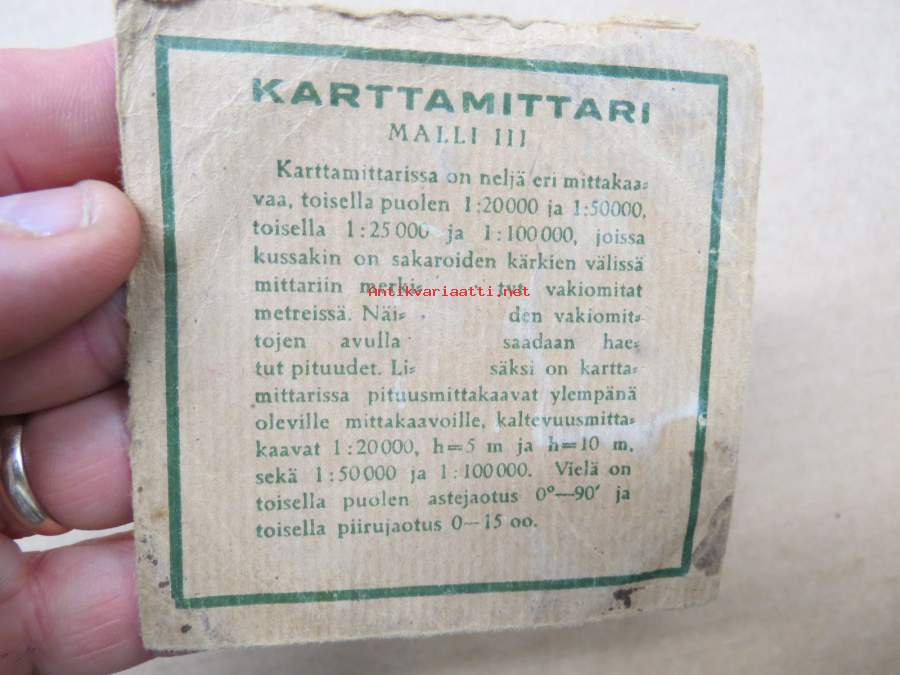 KARTTAMITTARI
MALLI III
Karttamittarissa on neljä eri mittakaa=
vaa, toisella puolen 1:20000 ja 1:50000,
toisella 1:25000 ja 1:100000, joissa
kussakin on sakaroiden kärkien välissä
mittariin merki= tut vakiomitat
Antikvariaatti.net
metreissä. Näi= den vakiomit=
tojen avulla saadaan hae=
tut pituudet. Li= säksi on kartta=
mittarissa pituusmittakaavat ylempänä
oleville mittakaavoille, kaltevuusmitta=
kaavat 1:20000, h=5 m ja h=10 m,
sekä 1:50000 ja 1:100000. Vielä on
toisella puolen astejaotus 0°—90′ ja
toisella piirujaotus 0—15 oo.